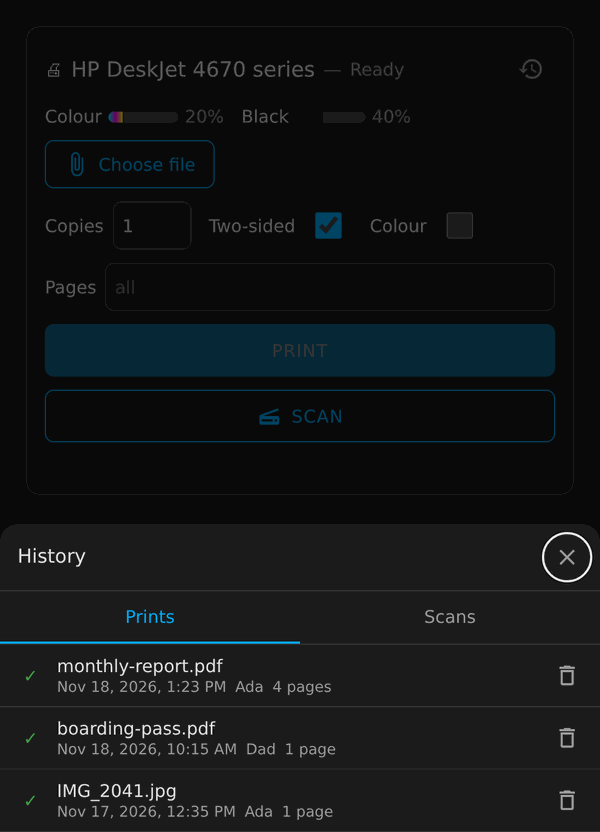 HP DeskJet 4670 series — Ready
Colour 20% Black 40%
Choose file
Copies 1 Two-sided Colour
Pages all
PRINT
SCAN
History
Prints Scans
monthly-report.pdf
Nov 18, 2026, 1:23 PM Ada 4 pages
boarding-pass.pdf
Nov 18, 2026, 10:15 AM Dad 1 page
IMG_2041.jpg
Nov 17, 2026, 12:35 PM Ada 1 page